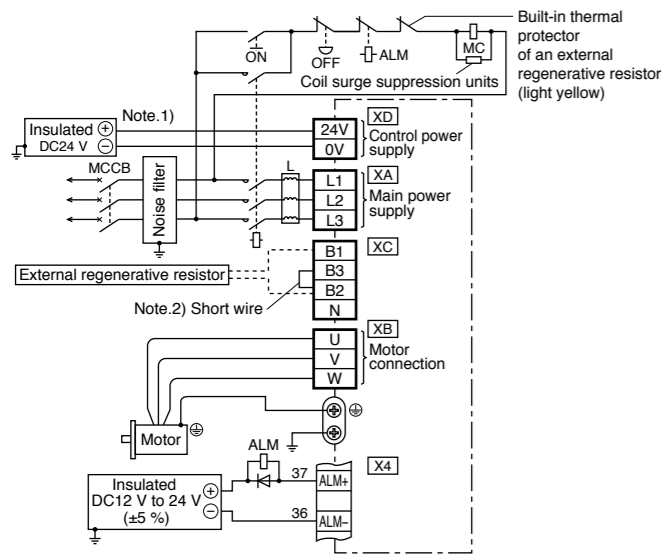 Built-in thermal
protector
of an external
regenerative resistor
(light yellow)
ON
OFF
ALM
MC
Coil surge suppression units
Note.1)
Insulated
DC24 V
+
−
XD
24V
0V
Control power
supply
MCCB
Noise filter
L
XA
L1
L2
L3
Main power
supply
External regenerative resistor
XC
B1
B3
B2
N
Note.2) Short wire
XB
U
V
W
Motor
connection
Motor
ALM
X4
Insulated
DC12 V to 24 V
(±5 %)
+
−
37
ALM+
36
ALM−